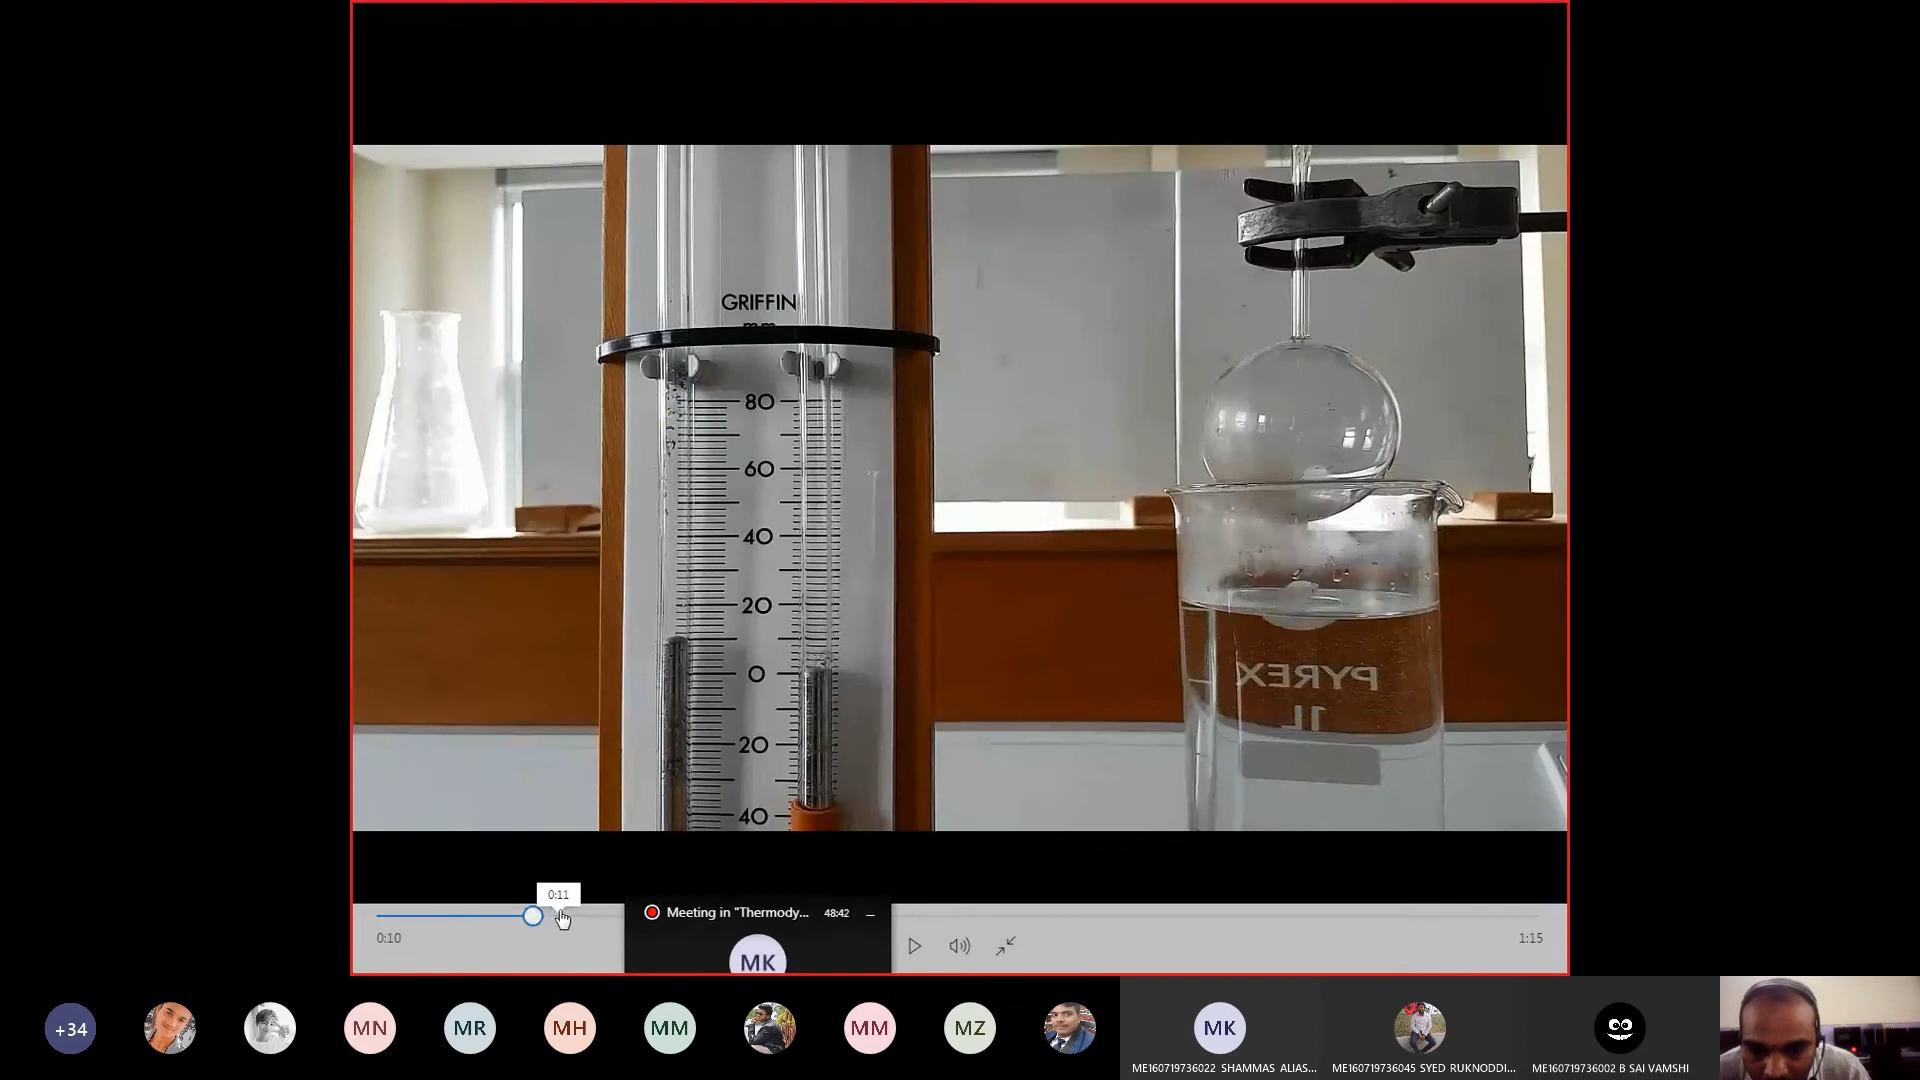 GRIFFIN
mm
80
60
40
20
0
20
40
PYREX
1L
0:11
Meeting in "Thermody...
48:42
0:10
1:15
MK
+34
MN
MR
MH
MM
MM
MZ
MK
ME160719736022 SHAMMAS ALIAS...
ME160719736045 SYED RUKNODDI...
ME160719736002 B SAI VAMSHI